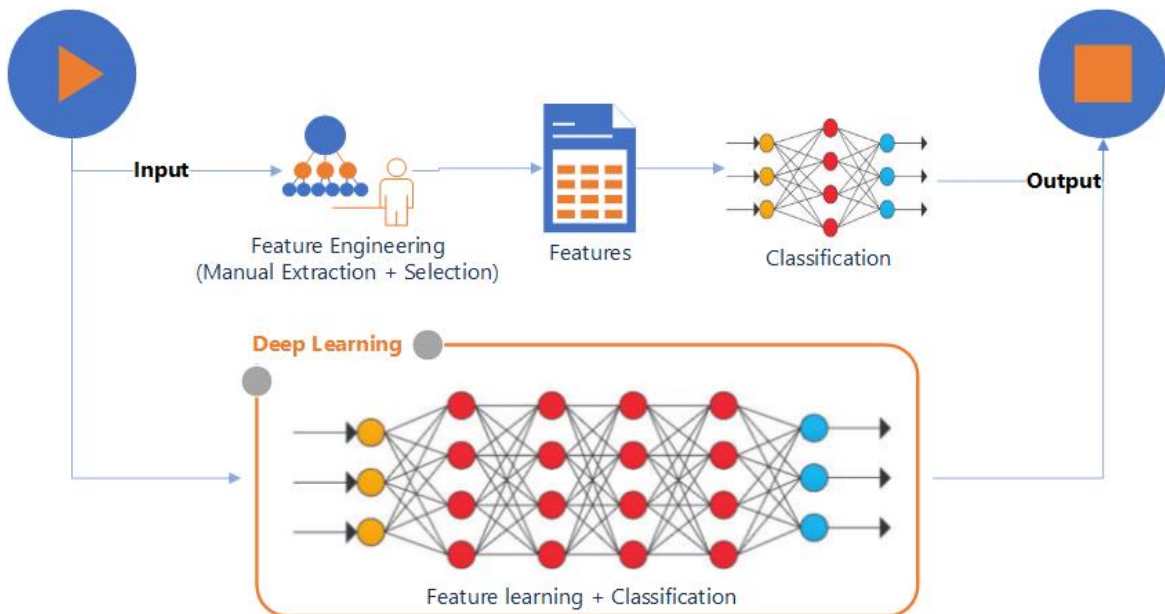 Input
Output
Feature Engineering
(Manual Extraction + Selection)
Features
Classification
Deep Learning
Feature learning + Classification